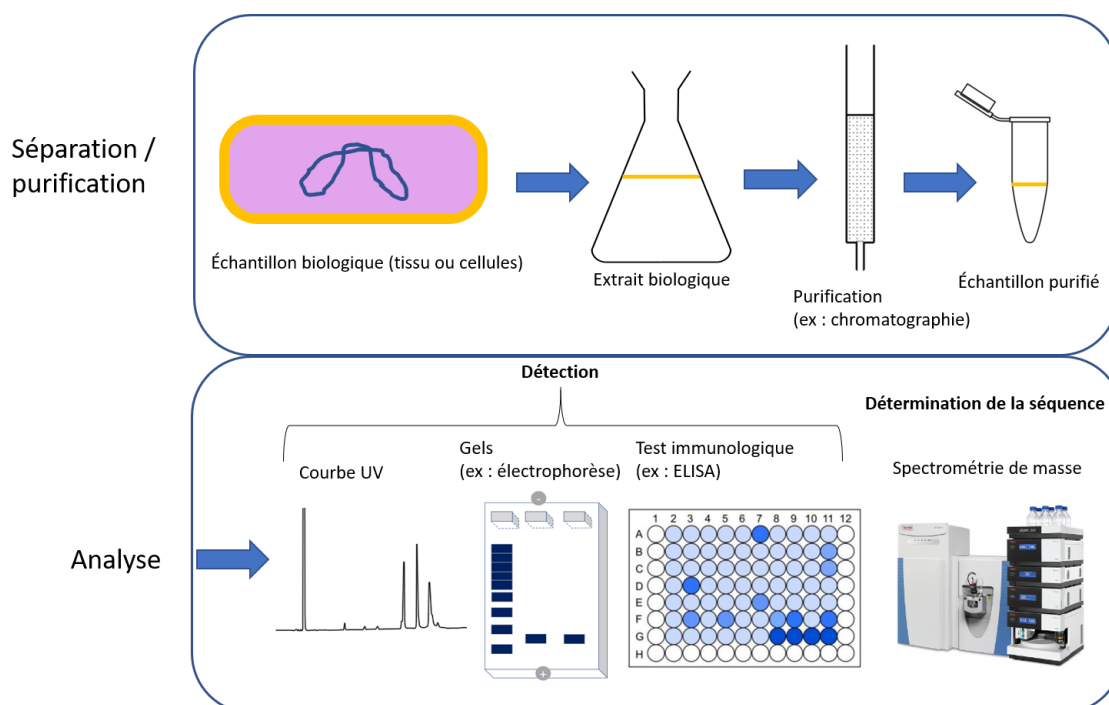 Séparation /
purification
Échantillon biologique (tissu ou cellules)
Extrait biologique
Purification
(ex : chromatographie)
Échantillon purifié
Détection
Détermination de la séquence
Courbe UV
Gels
(ex : électrophorèse)
Test immunologique
(ex : ELISA)
Spectrométrie de masse
Analyse
-
+
1 2 3 4 5 6 7 8 9 10 11 12
A
B
C
D
E
F
G
H